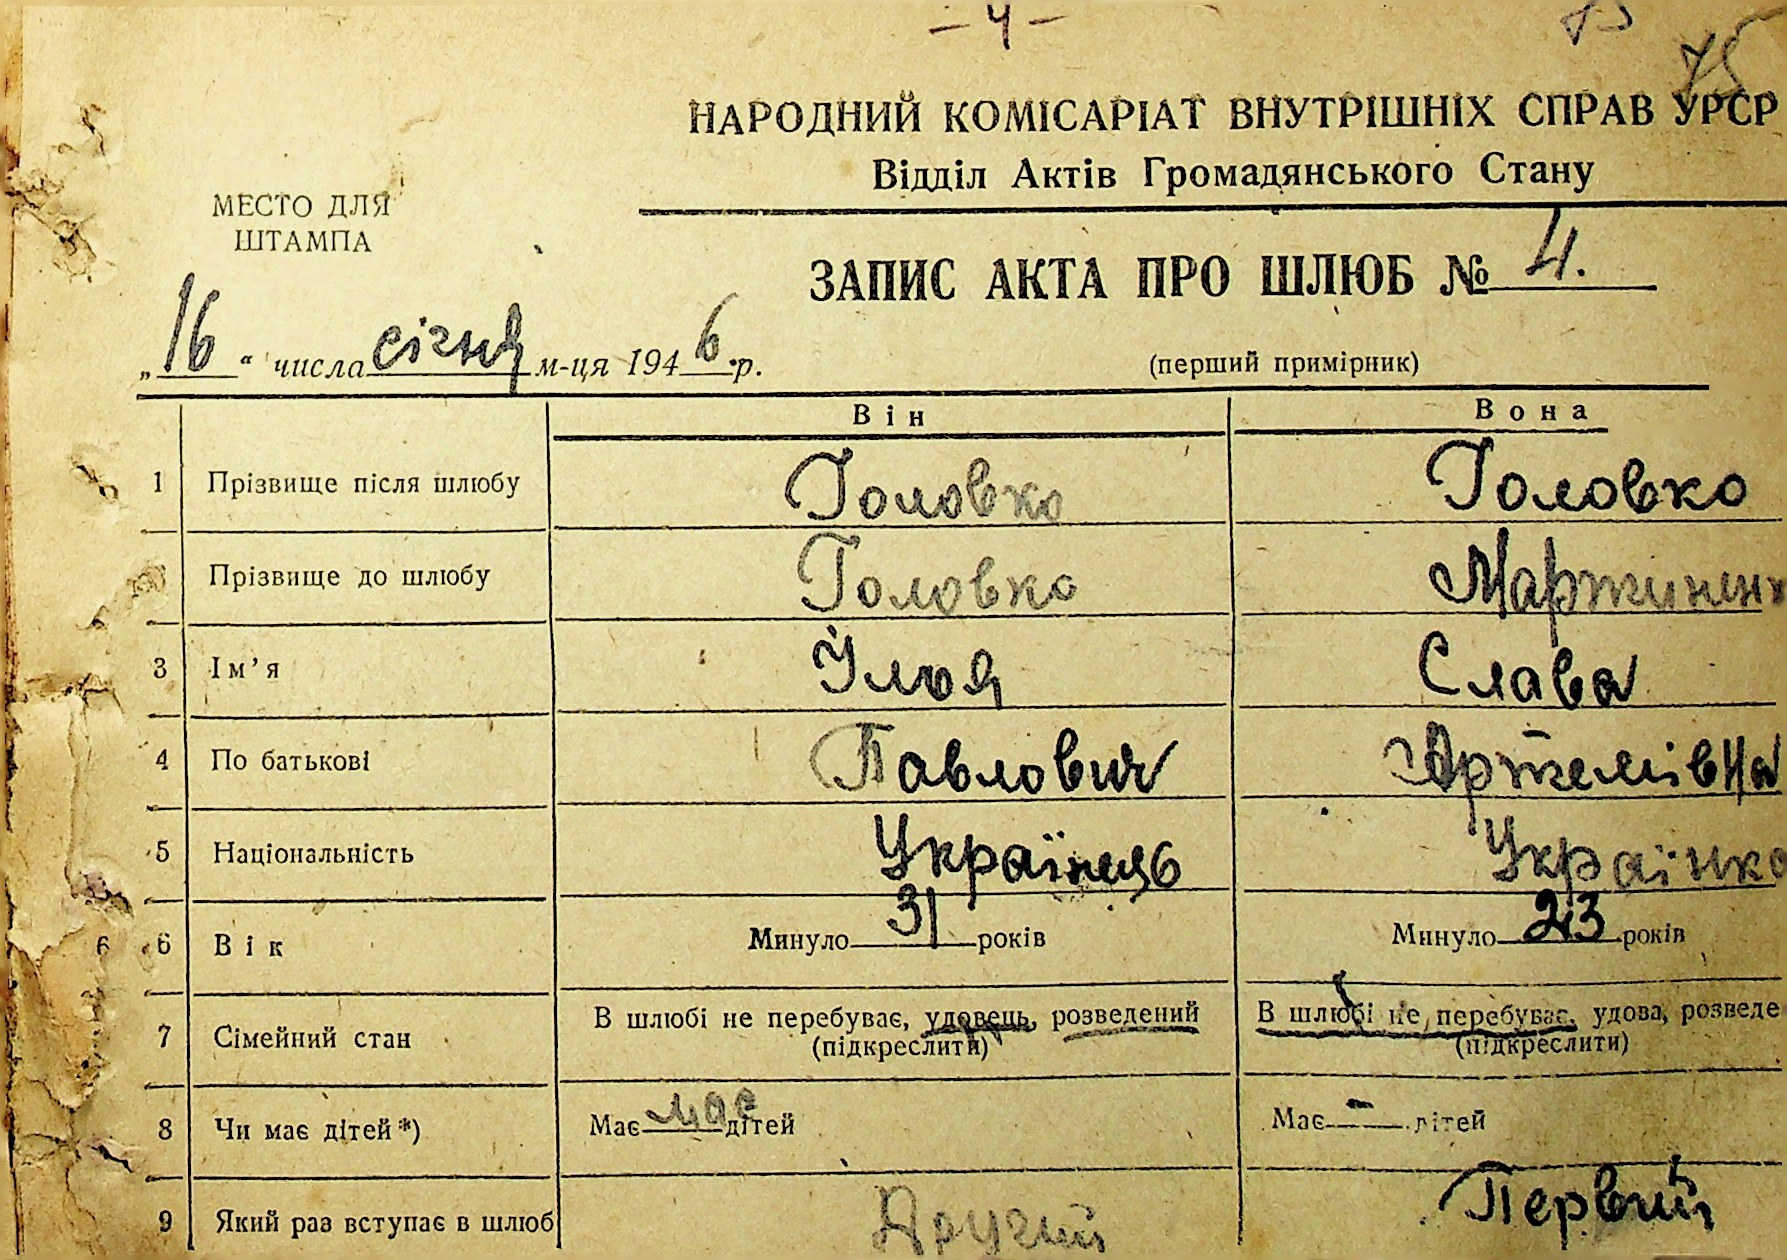 – 4 –
75
75
НАРОДНИЙ КОМІСАРІАТ ВНУТРІШНІХ СПРАВ УРСР
Відділ Актів Громадянського Стану
МЕСТО ДЛЯ
ШТАМПА
ЗАПИС АКТА ПРО ШЛЮБ № 4.
„16“ числа січня м-ця 1946 р.
(перший примірник)
Він Вона
1 Прізвище після шлюбу Головко Головко
Прізвище до шлюбу Головко
3 Ім’я Ілля Слава
4 По батькові Павлович Артемівна
5 Національність Українець Українка
6 6 Вік Минуло 31 років Минуло 23 років
7 Сімейний стан В шлюбі не перебуває, удовець, розведений В шлюбі не перебуває, удова, розведе
(підкреслити) (підкреслити)
8 Чи має дітей*) Має має дітей Має – дітей
9 Який раз вступає в шлюб Другий Первий